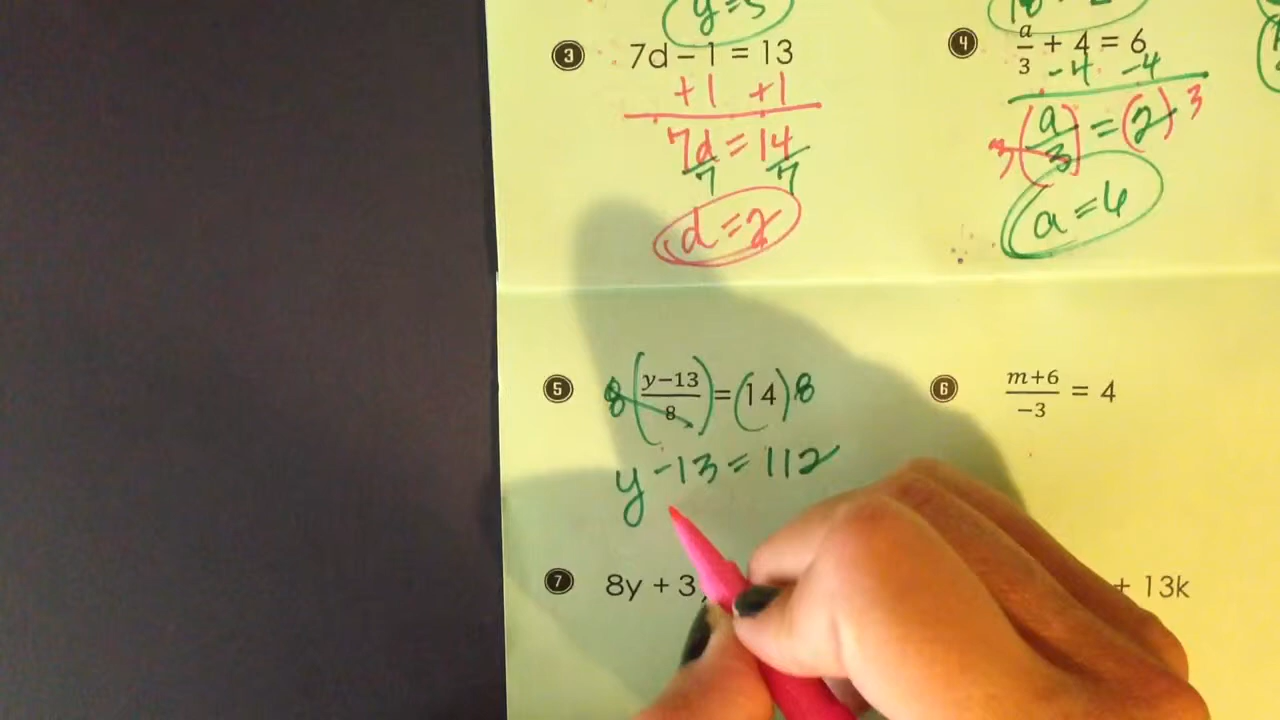 y=5
3 7d − 1 = 13
+1 +1
7d = 14
7 7
d = 2
4 a/3 + 4 = 6
-4 -4
3(a/3) = (2)3
a = 6
5 8(y−13/8) = (14)8
y -13 = 112
6 m+6/−3 = 4
7 8y + 3
+ 13k